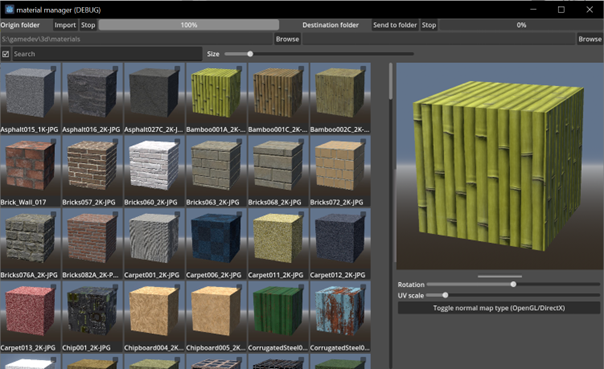 material manager (DEBUG)
Origin folder Import Stop 100% Destination folder Send to folder Stop 0%
S:\gamedev\3d\materials Browse Browse
Search Size
Asphalt015_1K-JPG Asphalt016_2K-JPG Asphalt027C_2K-J... Bamboo001A_2K-... Bamboo001C_2K-... Bamboo002C_2K-...
Brick_Wall_017 Bricks057_2K-JPG Bricks060_2K-JPG Bricks063_2K-JPG Bricks068_2K-JPG Bricks072_2K-JPG
Bricks076A_2K-JPG Bricks082A_2K-P... Carpet001_2K-JPG Carpet006_2K-JPG Carpet011_2K-JPG Carpet012_2K-JPG
Rotation
UV scale
Toggle normal map type (OpenGL/DirectX)
Carpet013_2K-JPG Chip001_2K-JPG Chipboard004_2K... Chipboard005_2K... CorrugatedSteel0... CorrugatedSteel0...